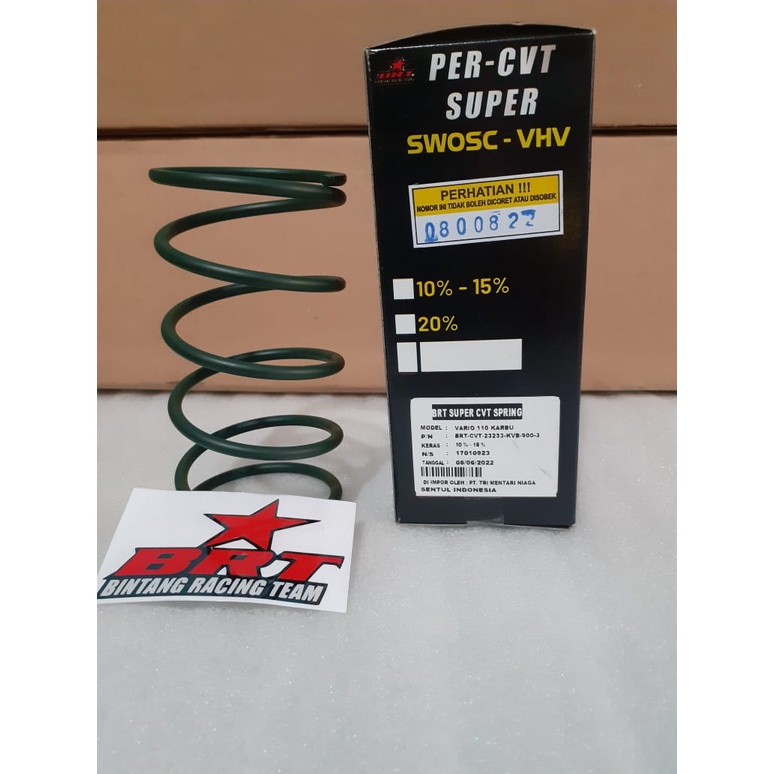 BRT
PER-CVT
SUPER
SWOSC - VHV
PERHATIAN !!!
NOMOR INI TIDAK BOLEH DICORET ATAU DISOBEK
0800822
10% - 15%
20%
BRT SUPER CVT SPRING
MODEL : VARIO 110 KARBU
P/N : BRT-CVT-23233-KVB-900-3
KERAS : 10% - 15%
N/S : 17010923
TANGGAL : 08/06/2022
DI IMPOR OLEH : PT. TRI MENTARI NIAGA
SENTUL INDONESIA
BRT
BINTANG RACING TEAM